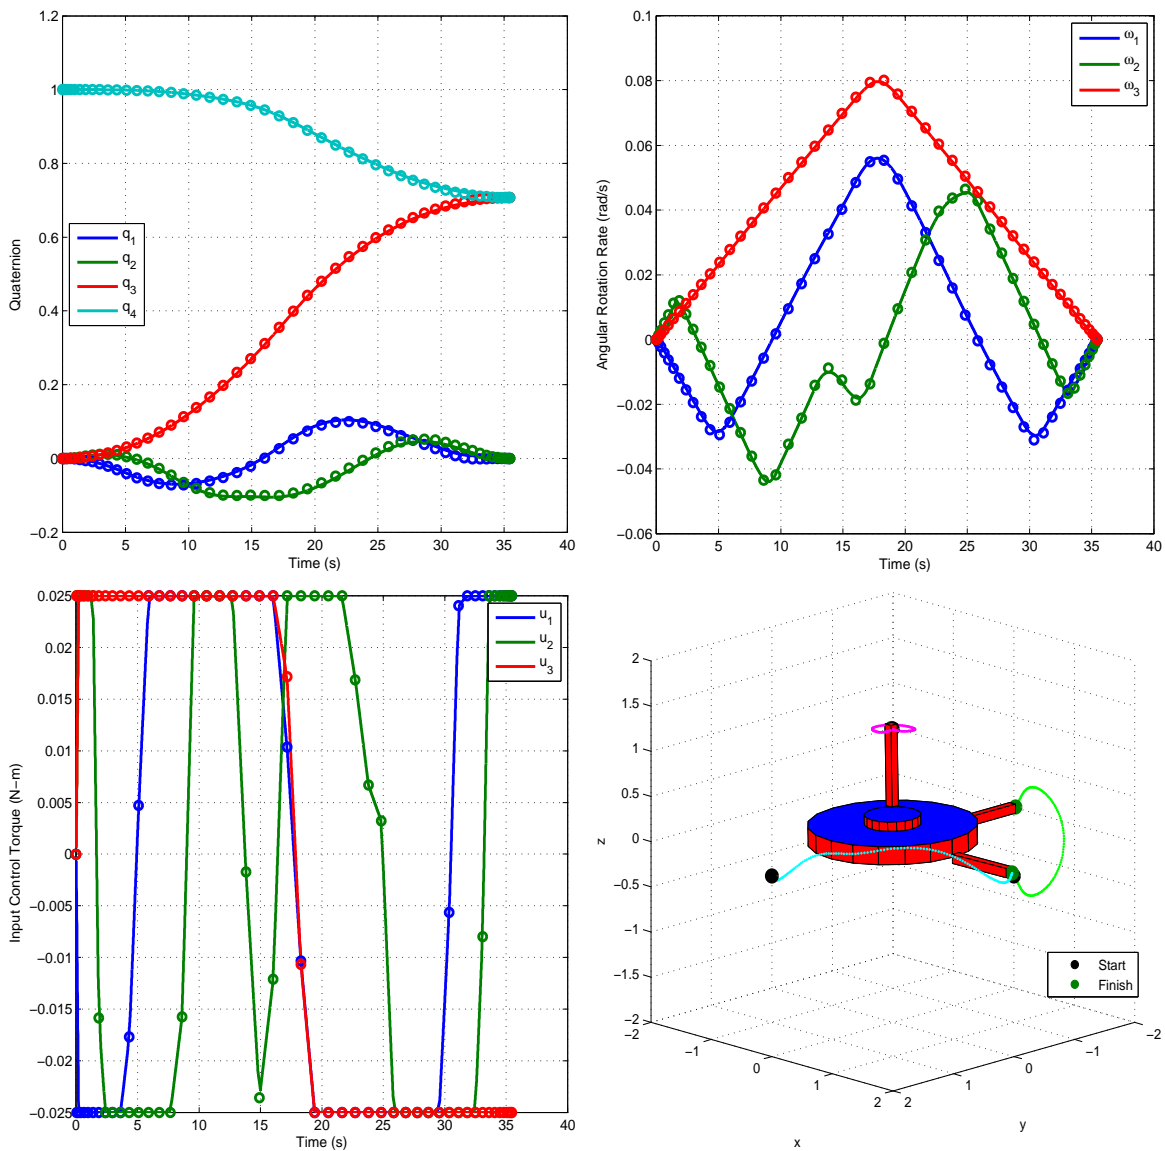 1.2
1
0.8
0.6
0.4
0.2
0
−0.2
Quaternion
q1
q2
q3
q4
0 5 10 15 20 25 30 35 40
Time (s)
0.1
0.08
0.06
0.04
0.02
0
−0.02
−0.04
−0.06
Angular Rotation Rate (rad/s)
ω1
ω2
ω3
0 5 10 15 20 25 30 35 40
Time (s)
0.025
0.02
0.015
0.01
0.005
0
−0.005
−0.01
−0.015
−0.02
−0.025
Input Control Torque (N−m)
u1
u2
u3
0 5 10 15 20 25 30 35 40
Time (s)
2
1.5
1
0.5
0
−0.5
−1
−1.5
−2
z
−2 −1 0 1 2
x
2 1 0 −1 −2
y
Start
Finish